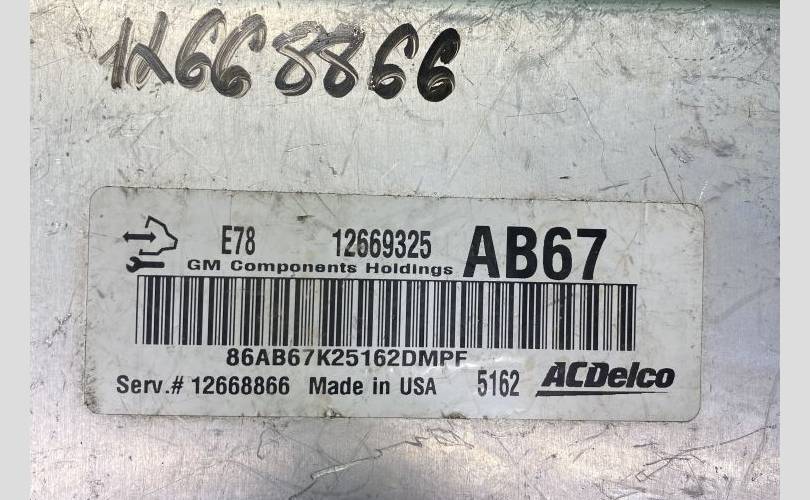 12668866
E78 12669325 AB67
GM Components Holdings
86AB67K25162DMPF
Serv.# 12668866 Made in USA 5162 ACDelco